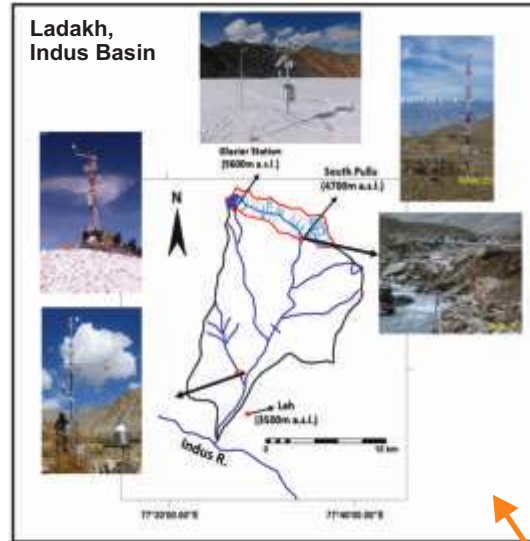 Ladakh,
Indus Basin
Glacier Station
(5600m a.s.l.)
South Pullu
(4700m a.s.l.)
N
Leh
(3500m a.s.l.)
Indus R.
0
10 km
77°20'00.00"E
77°40'00.00"E